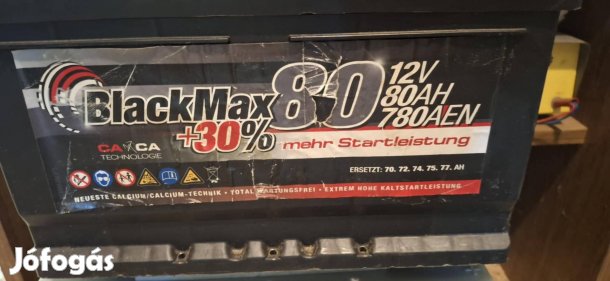 BlackMax 80
12V
80AH
780AEN
+30% mehr Startleistung
CA CA
TECHNOLOGIE
ERSETZT: 70. 72. 74. 75. 77. AH
NEUESTE CALCIUM/CALCIUM-TECHNIK · TOTAL WARTUNGSFREI · EXTREM HOHE KALTSTARTLEISTUNG
Jófogás